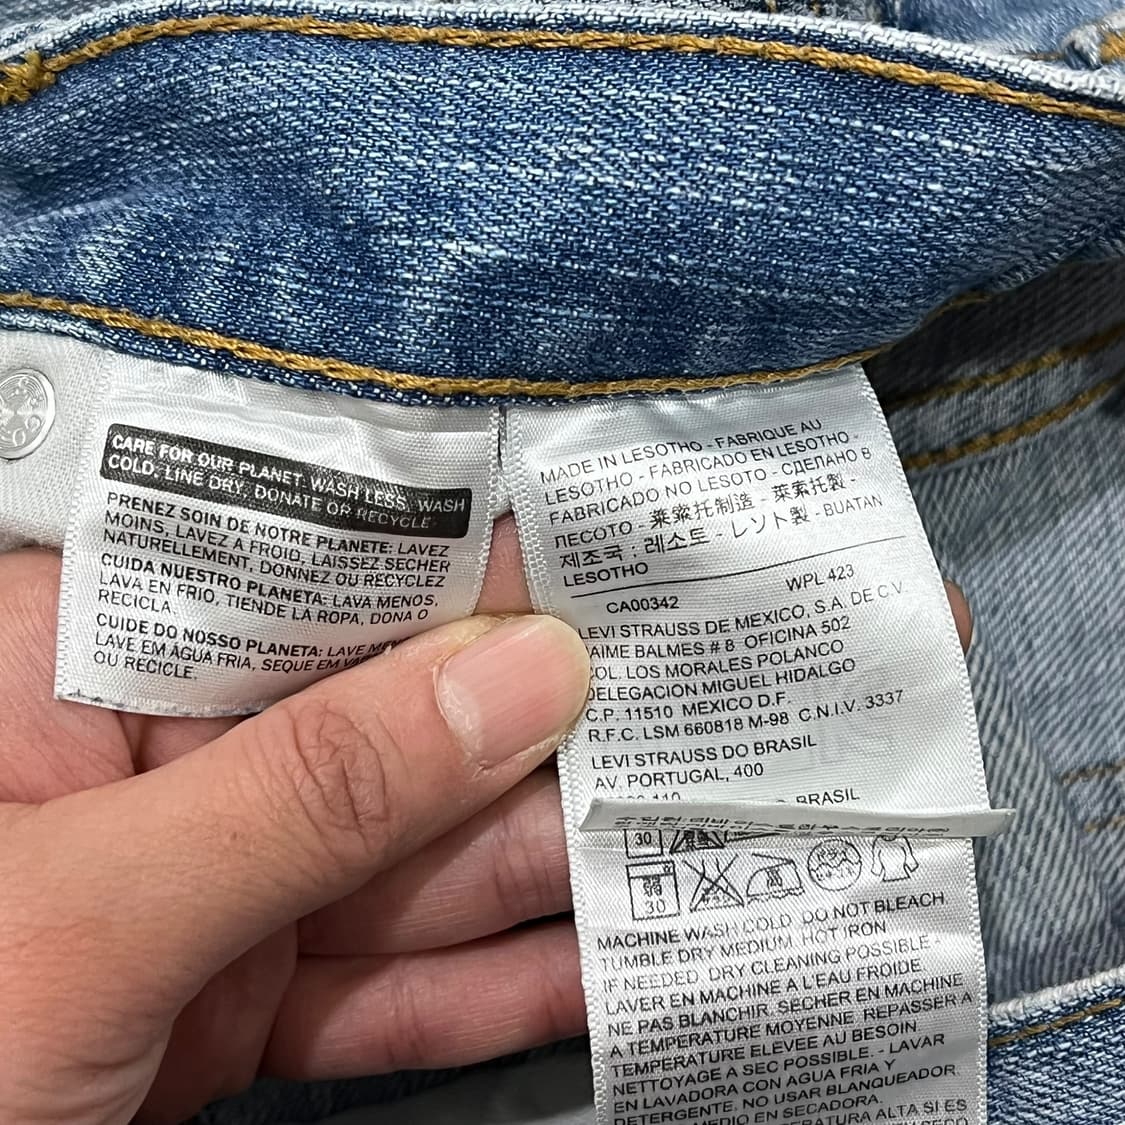 CARE FOR OUR PLANET. WASH LESS, WASH
COLD, LINE DRY, DONATE OR RECYCLE.
PRENEZ SOIN DE NOTRE PLANETE: LAVEZ
MOINS, LAVEZ A FROID, LAISSEZ SECHER
NATURELLEMENT, DONNEZ OU RECYCLEZ
CUIDA NUESTRO PLANETA: LAVA MENOS,
LAVA EN FRIO, TIENDE LA ROPA, DONA O
RECICLA.
CUIDE DO NOSSO PLANETA: LAVE
LAVE EM AGUA FRIA, SEQUE EM
OU RECICLE.
MADE IN LESOTHO - FABRIQUE AU
LESOTHO - FABRICADO EN LESOTHO -
FABRICADO NO LESOTO - СДЕЛАНО В
ЛЕСОТО - 莱索托制造 - 萊索托製 -
제조국 : 레소토 - レソト製 - BUATAN
LESOTHO
CA00342 WPL 423
LEVI STRAUSS DE MEXICO, S.A. DE C.V.
AIME BALMES # 8 OFICINA 502
COL. LOS MORALES POLANCO
DELEGACION MIGUEL HIDALGO
C.P. 11510 MEXICO D.F.
R.F.C. LSM 660818 M-98 C.N.I.V. 3337
LEVI STRAUSS DO BRASIL
AV. PORTUGAL, 400
BRASIL
30
30
MACHINE WASH COLD DO NOT BLEACH
TUMBLE DRY MEDIUM HOT IRON
IF NEEDED DRY CLEANING POSSIBLE -
LAVER EN MACHINE A L'EAU FROIDE.
NE PAS BLANCHIR. SECHER EN MACHINE
A TEMPERATURE MOYENNE REPASSER A
TEMPERATURE ELEVEE AU BESOIN
NETTOYAGE A SEC POSSIBLE. - LAVAR
EN LAVADORA CON AGUA FRIA Y
DETERGENTE. NO USAR BLANQUEADOR.
MEDIO EN SECADORA.
ALTA SI ES